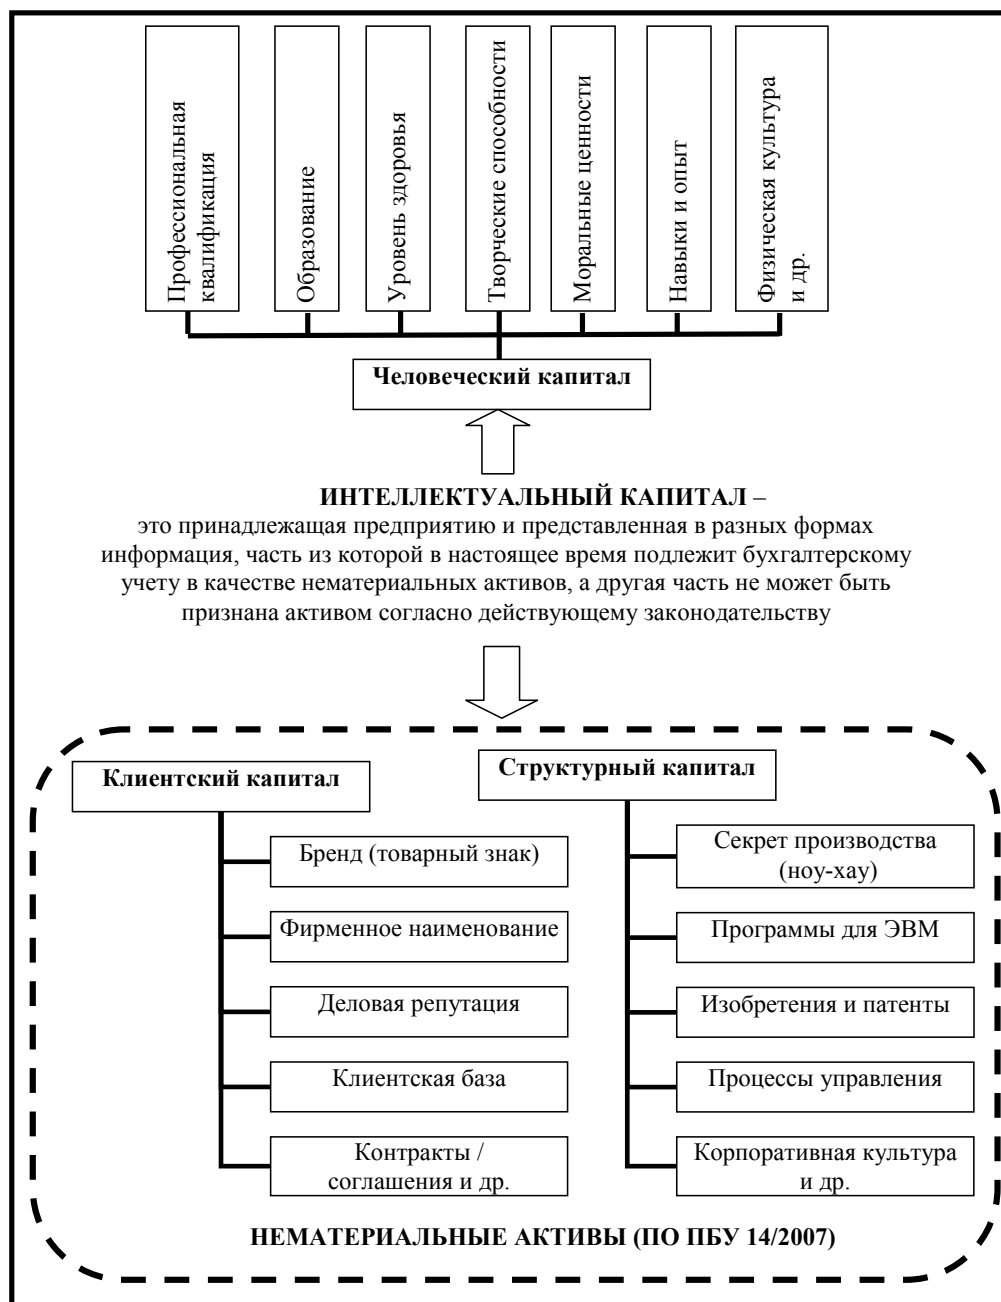 Профессиональная
квалификация
Образование
Уровень здоровья
Творческие способности
Моральные ценности
Навыки и опыт
Физическая культура
и др.
Человеческий капитал
ИНТЕЛЛЕКТУАЛЬНЫЙ КАПИТАЛ –
это принадлежащая предприятию и представленная в разных формах
информация, часть из которой в настоящее время подлежит бухгалтерскому
учету в качестве нематериальных активов, а другая часть не может быть
признана активом согласно действующему законодательству
Клиентский капитал
Бренд (товарный знак)
Фирменное наименование
Деловая репутация
Клиентская база
Контракты /
соглашения и др.
Структурный капитал
Секрет производства
(ноу-хау)
Программы для ЭВМ
Изобретения и патенты
Процессы управления
Корпоративная культура
и др.
НЕМАТЕРИАЛЬНЫЕ АКТИВЫ (ПО ПБУ 14/2007)